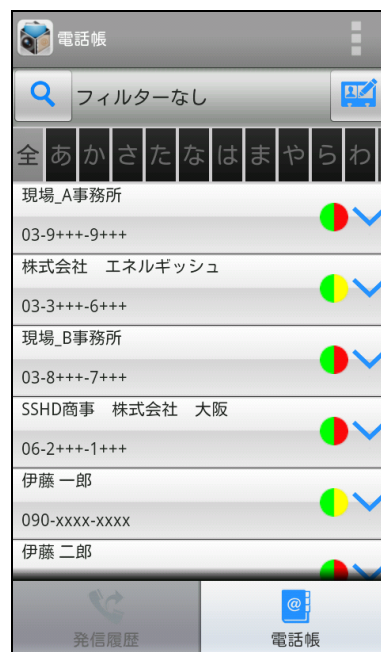 電話帳
フィルターなし
全 あ か さ た な は ま や ら わ
現場_A事務所
03-9+++-9+++
株式会社　エネルギッシュ
03-3+++-6+++
現場_B事務所
03-8+++-7+++
SSHD商事　株式会社　大阪
06-2+++-1+++
伊藤 一郎
090-xxxx-xxxx
伊藤 二郎
発信履歴
電話帳